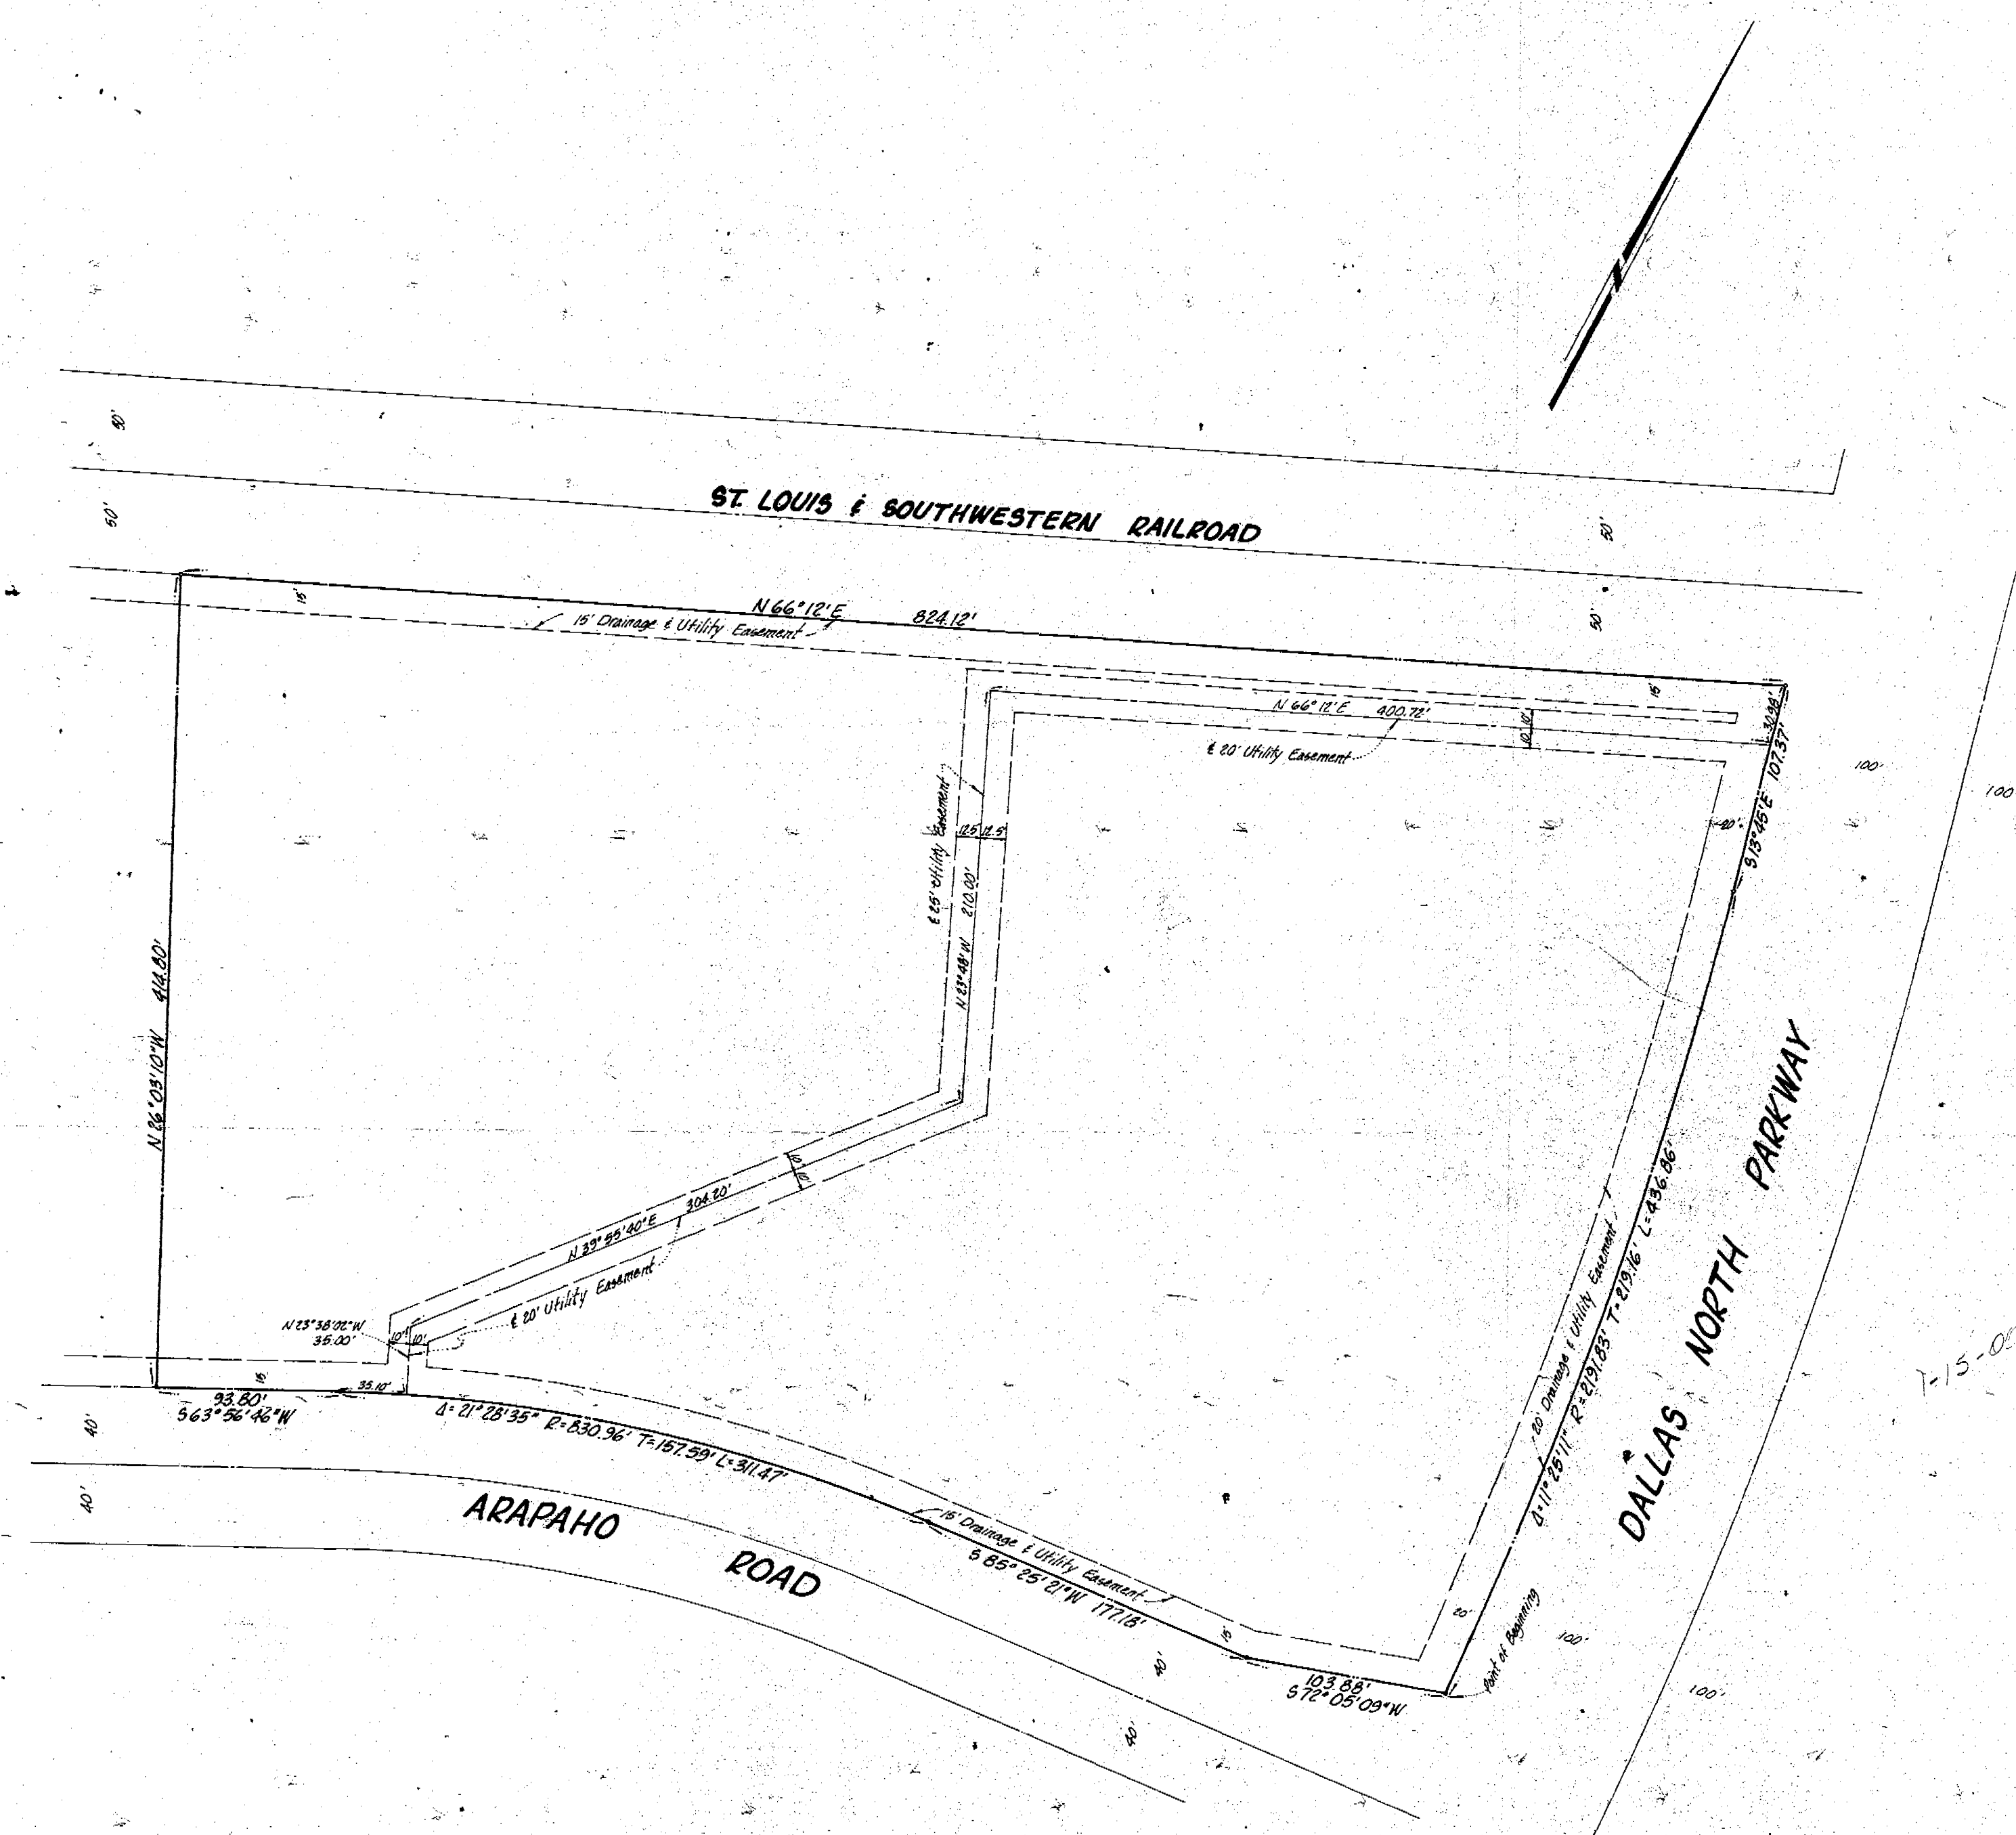 N
50'
50'
ST. LOUIS & SOUTHWESTERN RAILROAD
50'
50'
N 66° 12' E 824.12'
15'
15' Drainage & Utility Easement
15'
N 66° 12' E 400.72'
10' 10'
℄ 20' Utility Easement
30.98'
S 13° 45' E 107.37'
100'
100'
20'
℄ 25' Utility Easement
12.5' 12.5'
N 23° 48' W 210.00'
N 26° 03' 10" W 414.80'
N 39° 55' 40" E 304.20'
10' 10'
℄ 20' Utility Easement
N 23° 38' 02" W
35.00'
10' 10'
15'
35.10'
93.80'
S 63° 56' 46" W
Δ= 21° 28' 35" R= 830.96' T= 157.59' L= 311.47'
40'
40'
ARAPAHO
ROAD
15' Drainage & Utility Easement
S 85° 25' 21" W 177.18'
15'
40'
40'
103.88'
S 72° 05' 09" W
20'
Point of Beginning
100'
100'
20' Drainage & Utility Easement
Δ= 11° 25' 11" R= 2191.83' T= 219.16' L= 436.86'
DALLAS NORTH PARKWAY